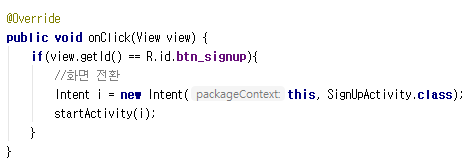 @Override
public void onClick(View view) {
    if(view.getId() == R.id.btn_signup){
        //화면 전환
        Intent i = new Intent( packageContext: this, SignUpActivity.class);
        startActivity(i);
    }
}